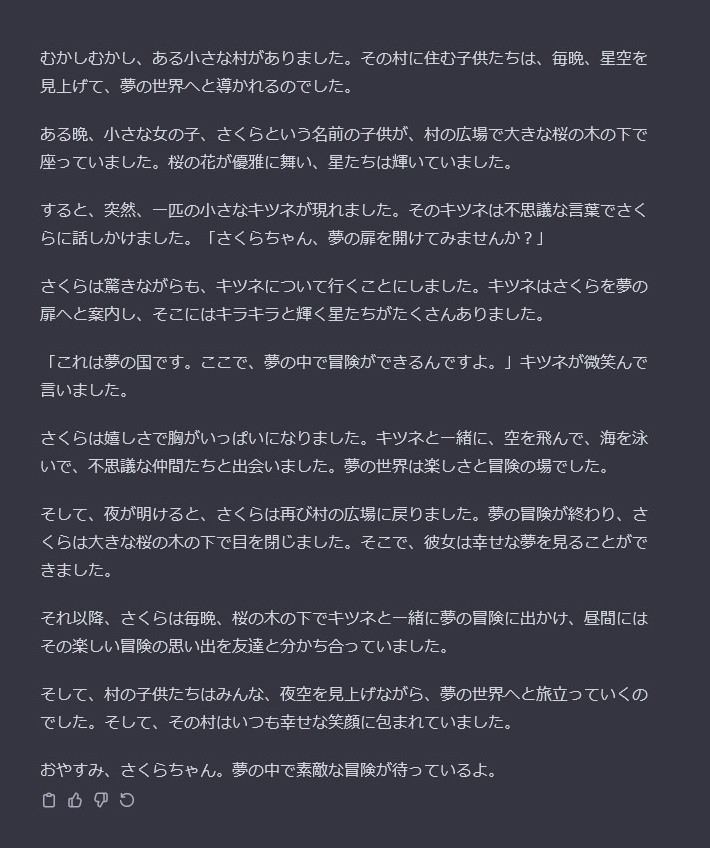 むかしむかし、ある小さな村がありました。その村に住む子供たちは、毎晩、星空を
見上げて、夢の世界へと導かれるのでした。
ある晩、小さな女の子、さくらという名前の子供が、村の広場で大きな桜の木の下で
座っていました。桜の花が優雅に舞い、星たちは輝いていました。
すると、突然、一匹の小さなキツネが現れました。そのキツネは不思議な言葉でさく
らに話しかけました。「さくらちゃん、夢の扉を開けてみませんか？」
さくらは驚きながらも、キツネについて行くことにしました。キツネはさくらを夢の
扉へと案内し、そこにはキラキラと輝く星たちがたくさんありました。
「これは夢の国です。ここで、夢の中で冒険ができるんですよ。」キツネが微笑んで
言いました。
さくらは嬉しさで胸がいっぱいになりました。キツネと一緒に、空を飛んで、海を泳
いで、不思議な仲間たちと出会いました。夢の世界は楽しさと冒険の場でした。
そして、夜が明けると、さくらは再び村の広場に戻りました。夢の冒険が終わり、さ
くらは大きな桜の木の下で目を閉じました。そこで、彼女は幸せな夢を見ることがで
きました。
それ以降、さくらは毎晩、桜の木の下でキツネと一緒に夢の冒険に出かけ、昼間には
その楽しい冒険の思い出を友達と分かち合っていました。
そして、村の子供たちはみんな、夜空を見上げながら、夢の世界へと旅立っていくの
でした。そして、その村はいつも幸せな笑顔に包まれていました。
おやすみ、さくらちゃん。夢の中で素敵な冒険が待っているよ。